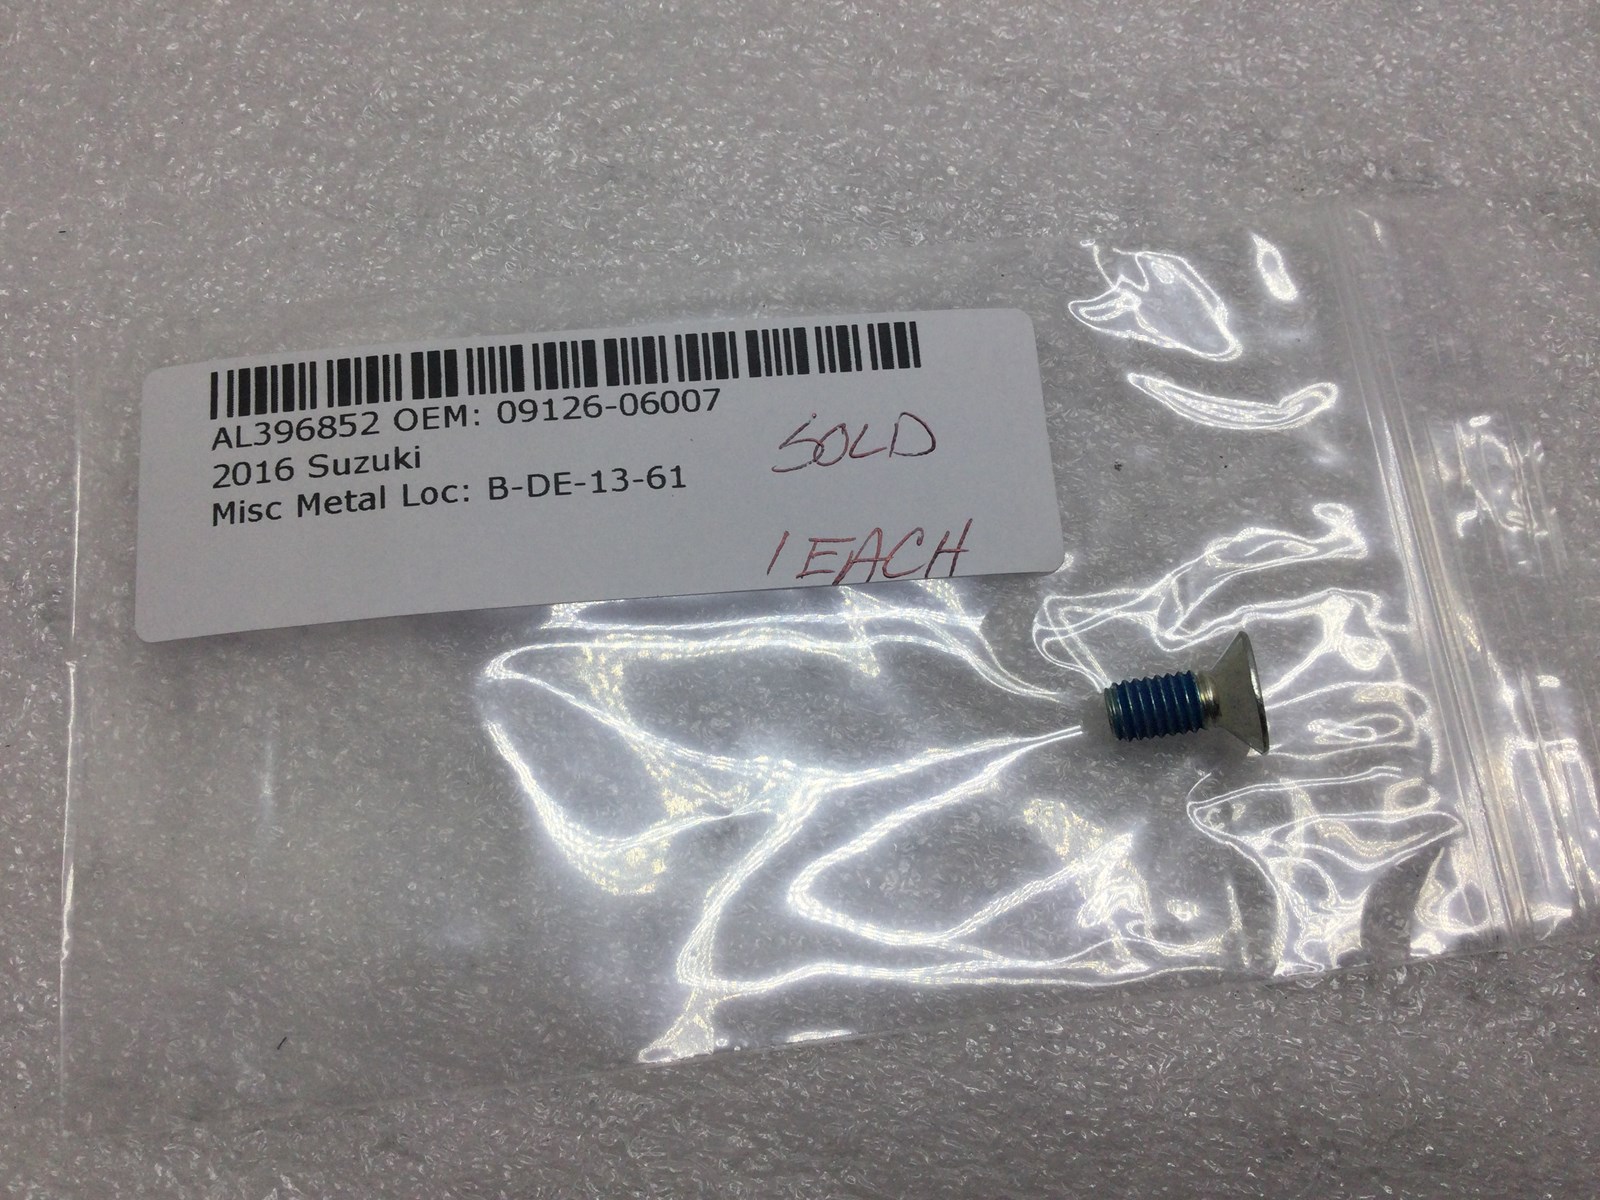 AL396852 OEM: 09126-06007
2016 Suzuki
Misc Metal Loc: B-DE-13-61
SOLD
1 EACH